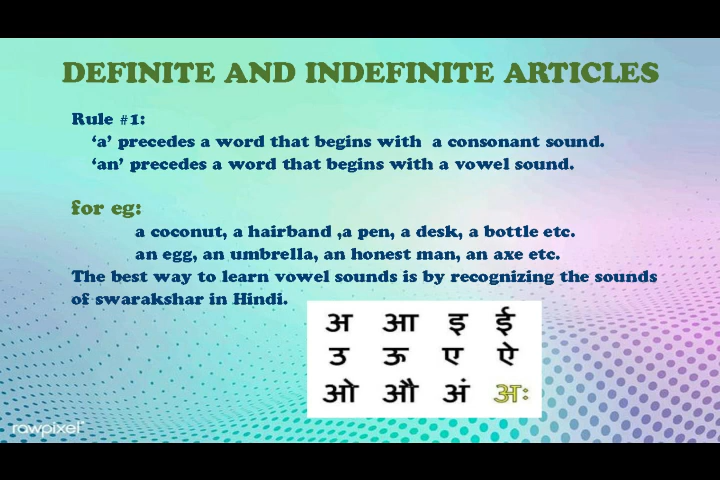 DEFINITE AND INDEFINITE ARTICLES
Rule #1:
‘a’ precedes a word that begins with a consonant sound.
‘an’ precedes a word that begins with a vowel sound.
for eg:
a coconut, a hairband ,a pen, a desk, a bottle etc.
an egg, an umbrella, an honest man, an axe etc.
The best way to learn vowel sounds is by recognizing the sounds
of swarakshar in Hindi.
अ आ इ ई
उ ऊ ए ऐ
ओ औ अं अः
rawpixel